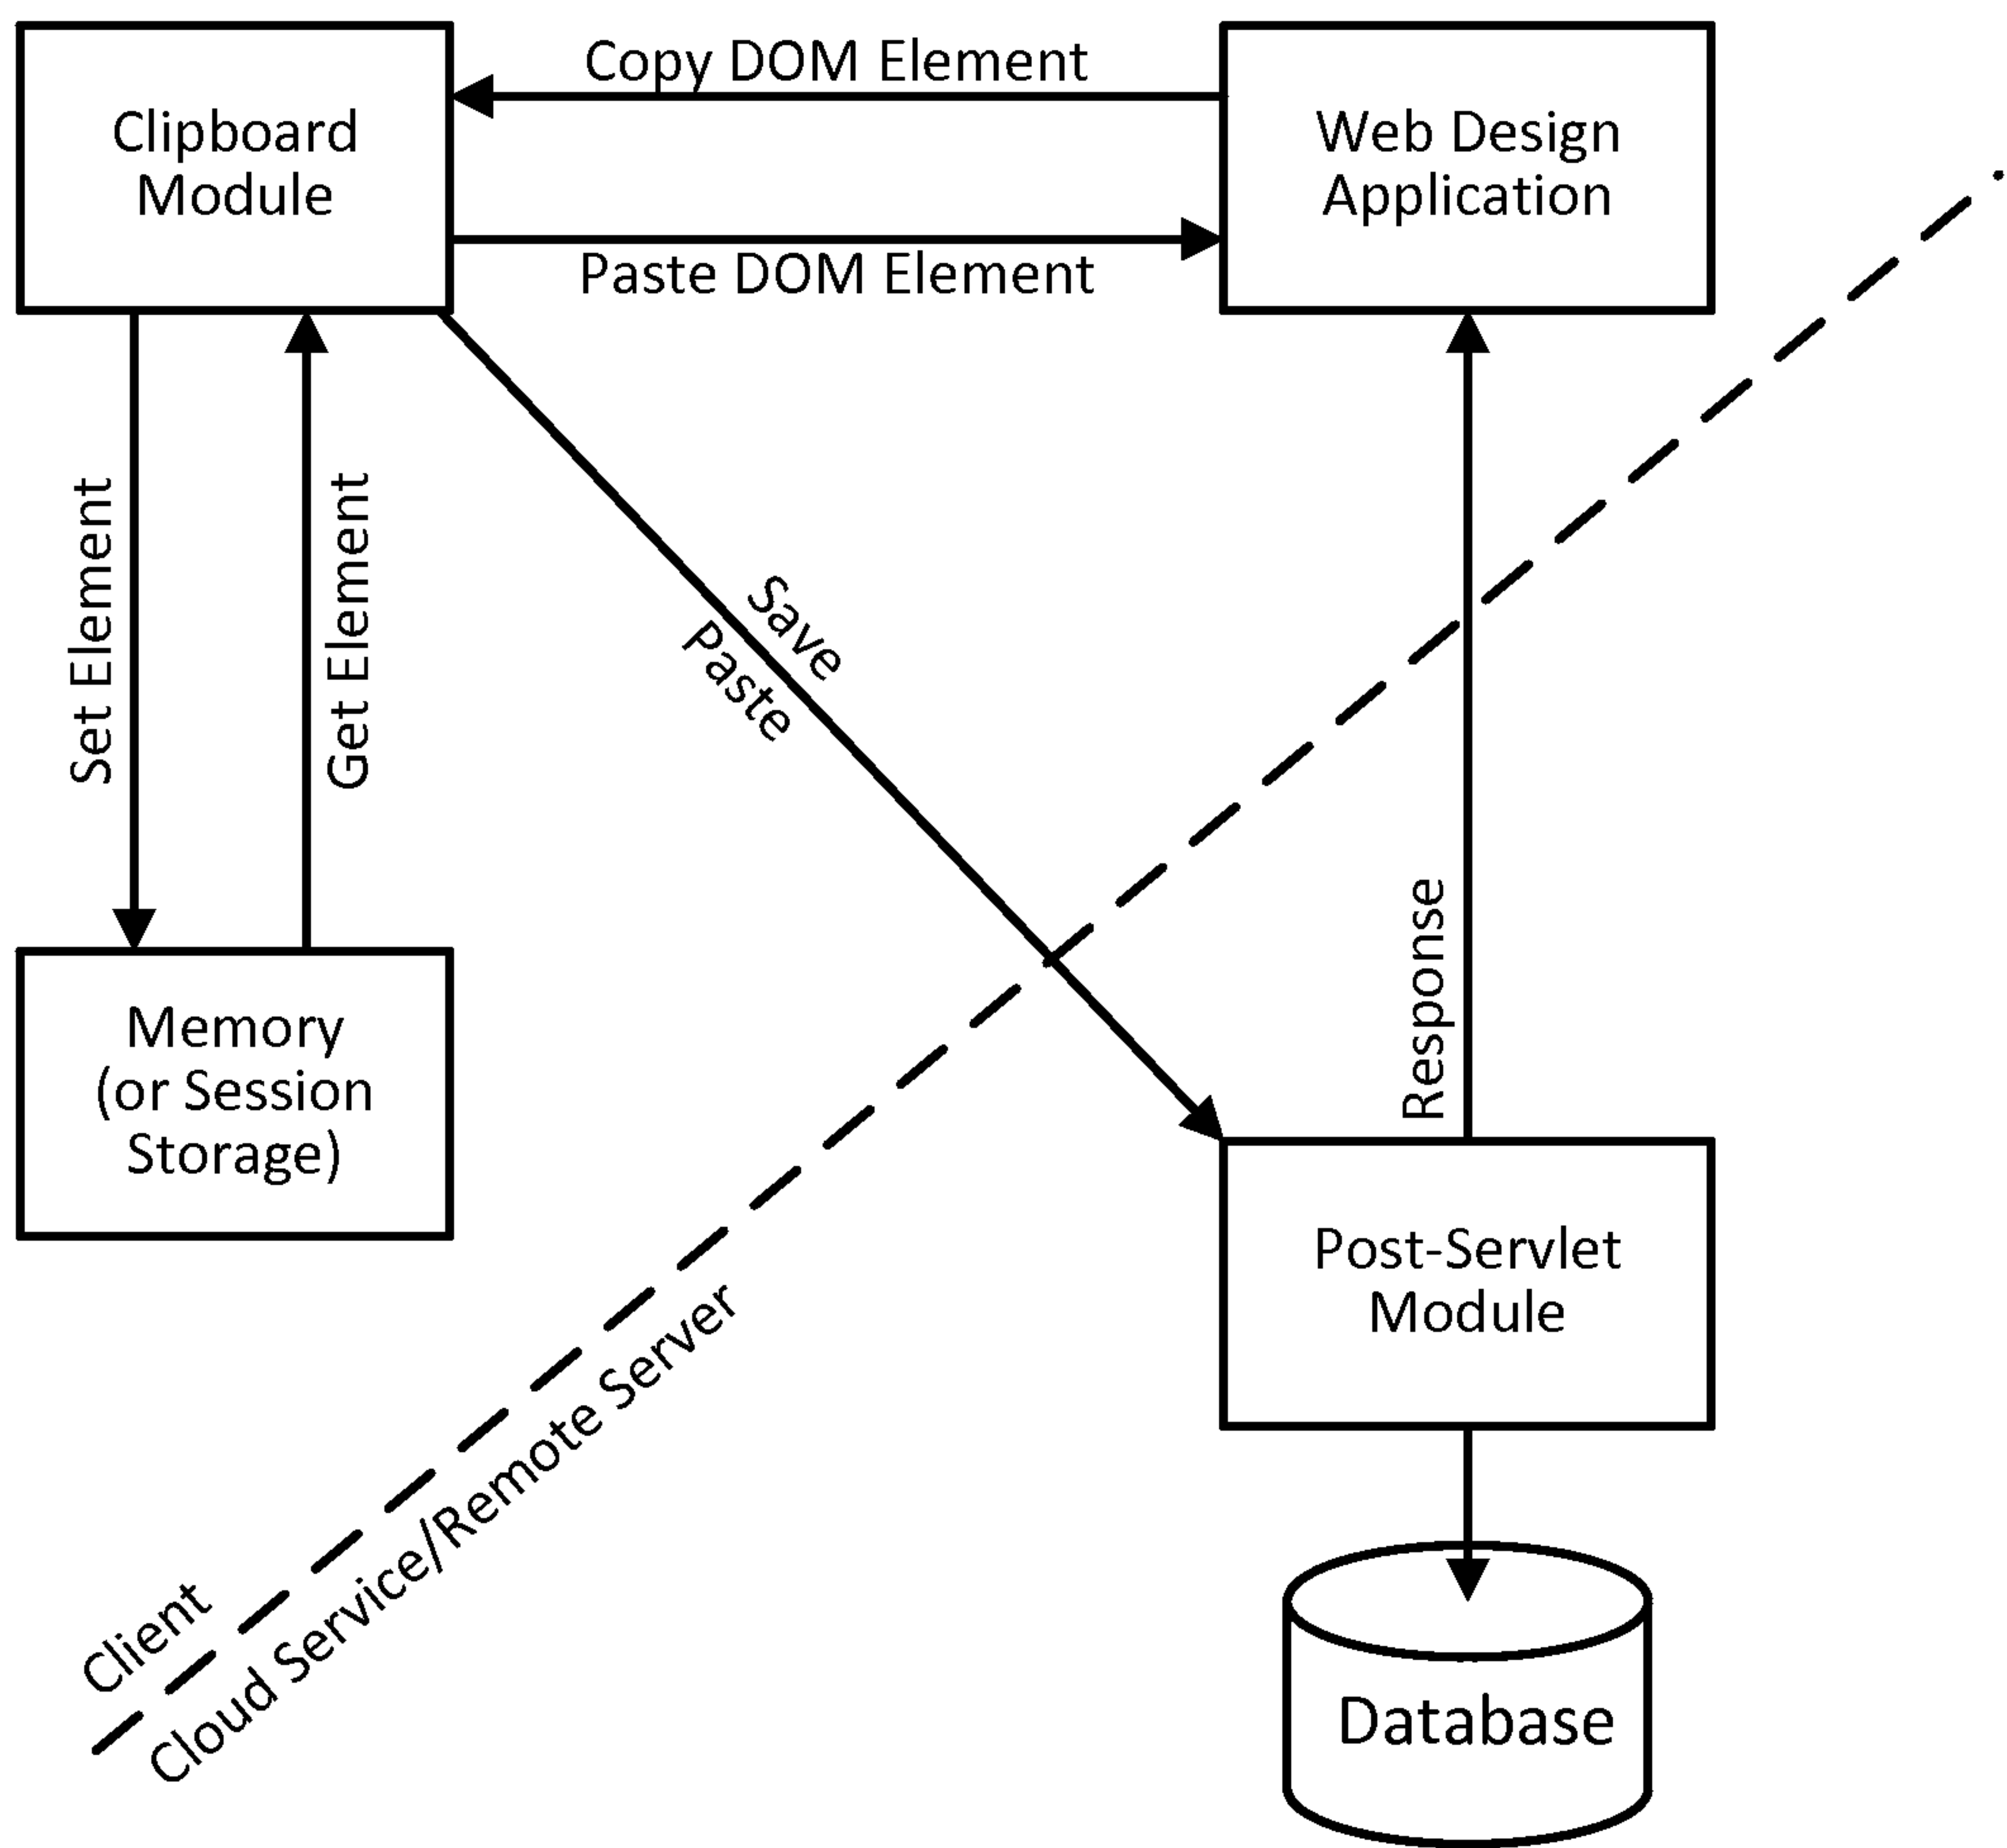 Copy DOM Element
Clipboard
Module
Web Design
Application
Paste DOM Element
Set Element
Get Element
Save
Paste
Response
Memory
(or Session
Storage)
Post-Servlet
Module
Client
Cloud Service/Remote Server
Database